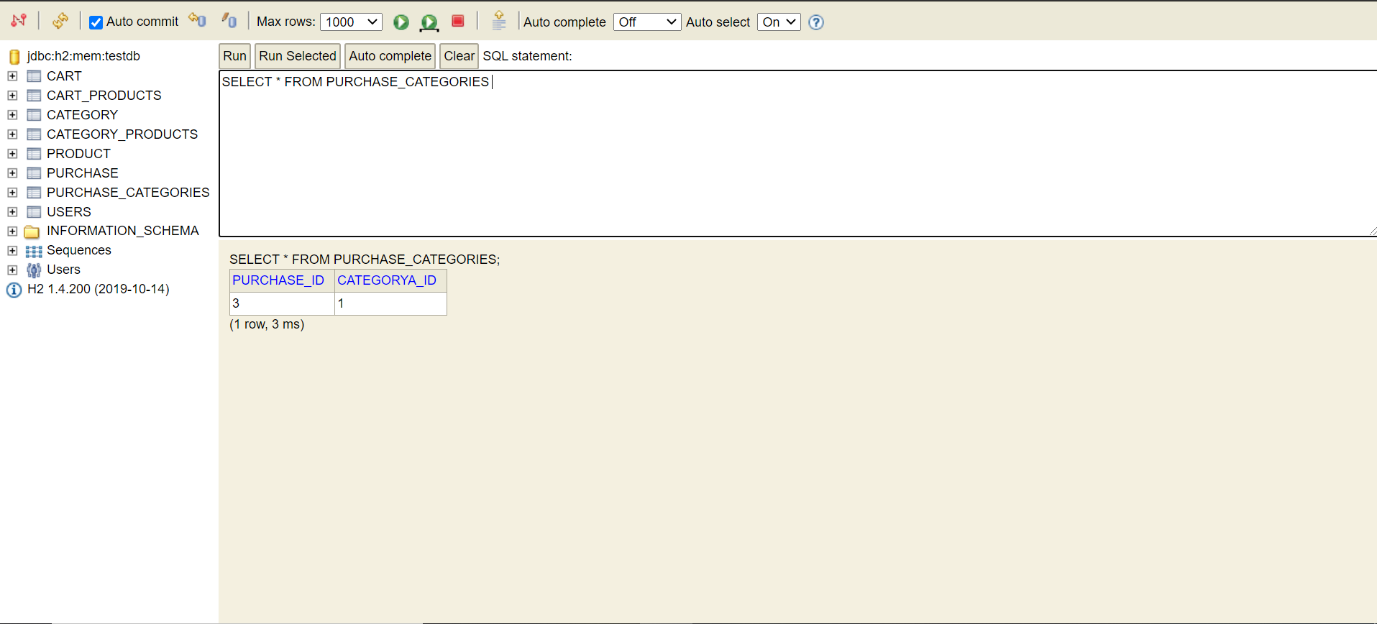 Auto commit Max rows: 1000 Auto complete Off Auto select On
jdbc:h2:mem:testdb
CART
CART_PRODUCTS
CATEGORY
CATEGORY_PRODUCTS
PRODUCT
PURCHASE
PURCHASE_CATEGORIES
USERS
INFORMATION_SCHEMA
Sequences
Users
H2 1.4.200 (2019-10-14)
Run Run Selected Auto complete Clear SQL statement:
SELECT * FROM PURCHASE_CATEGORIES
SELECT * FROM PURCHASE_CATEGORIES;
PURCHASE_ID CATEGORYA_ID
3 1
(1 row, 3 ms)